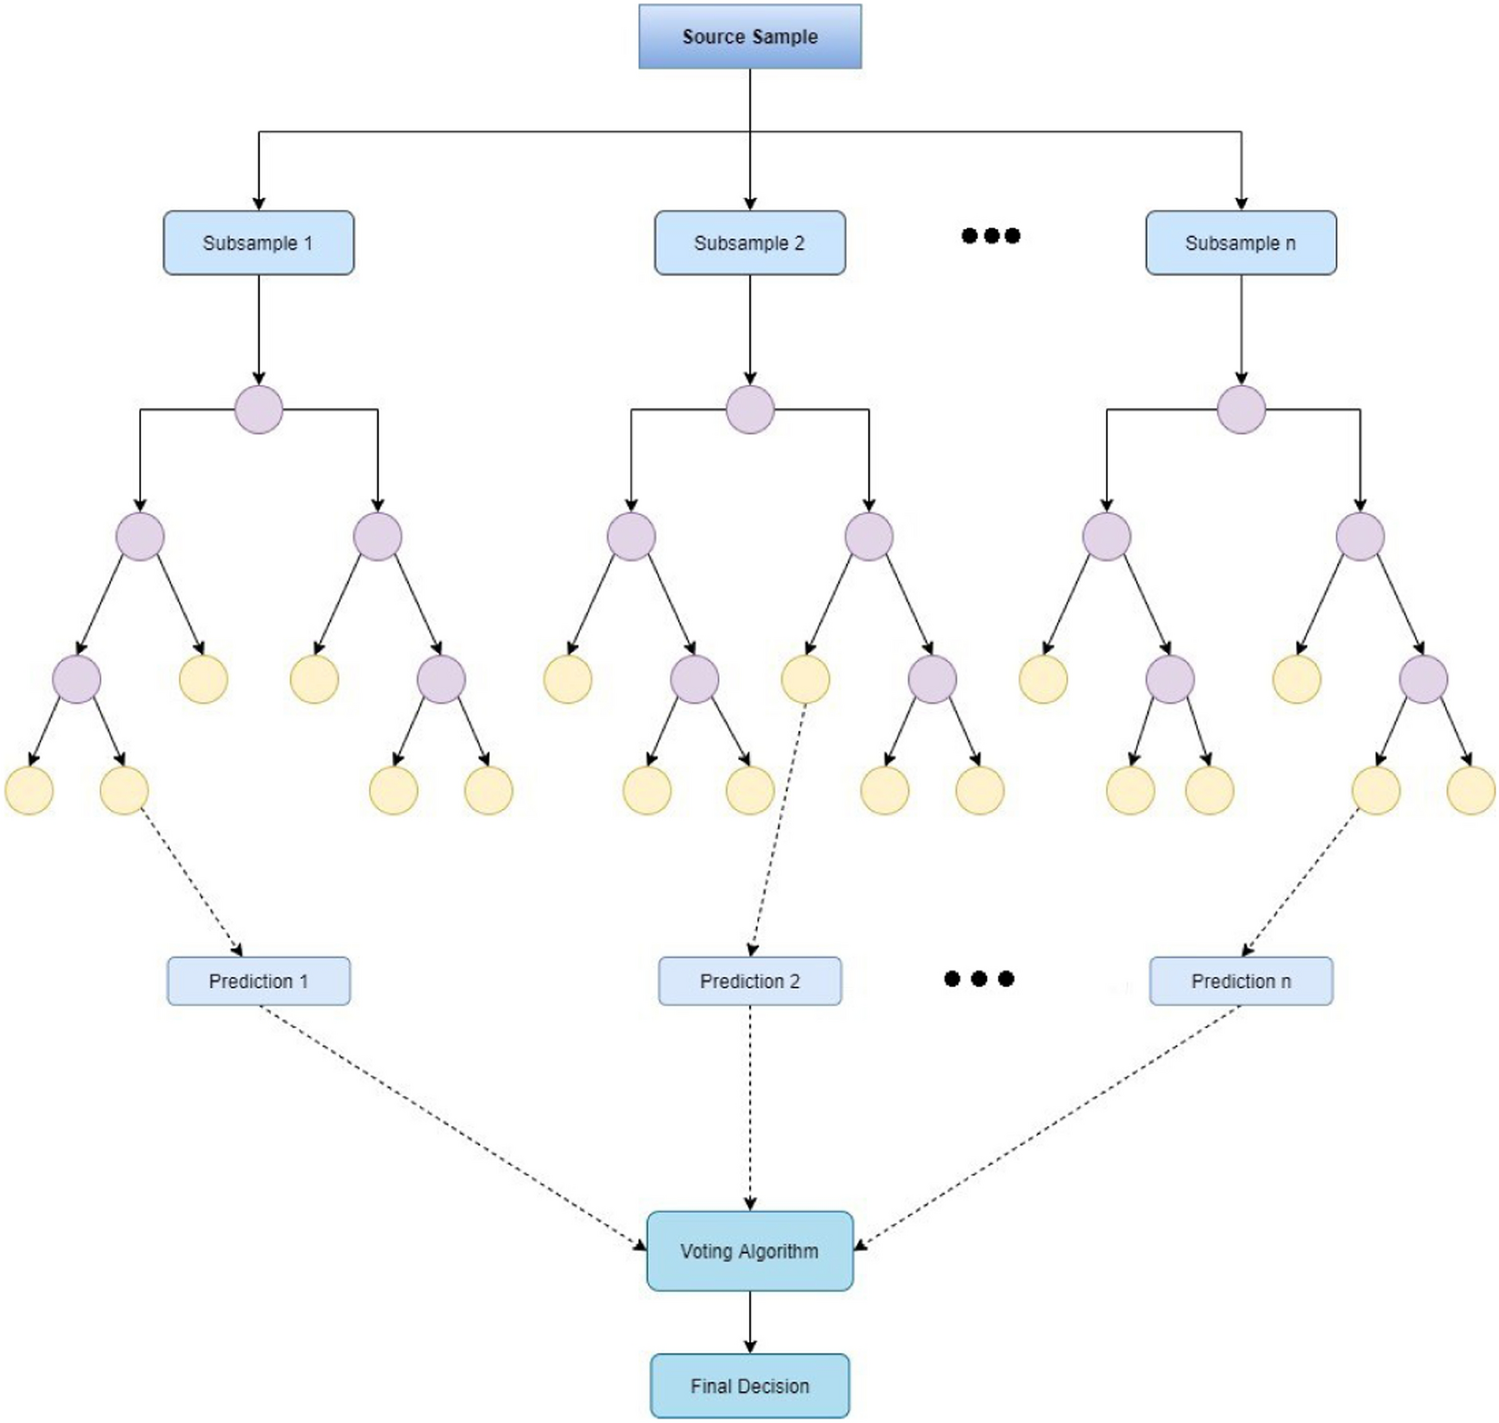 Source Sample
Subsample 1
Subsample 2
Subsample n
Prediction 1
Prediction 2
Prediction n
Voting Algorithm
Final Decision